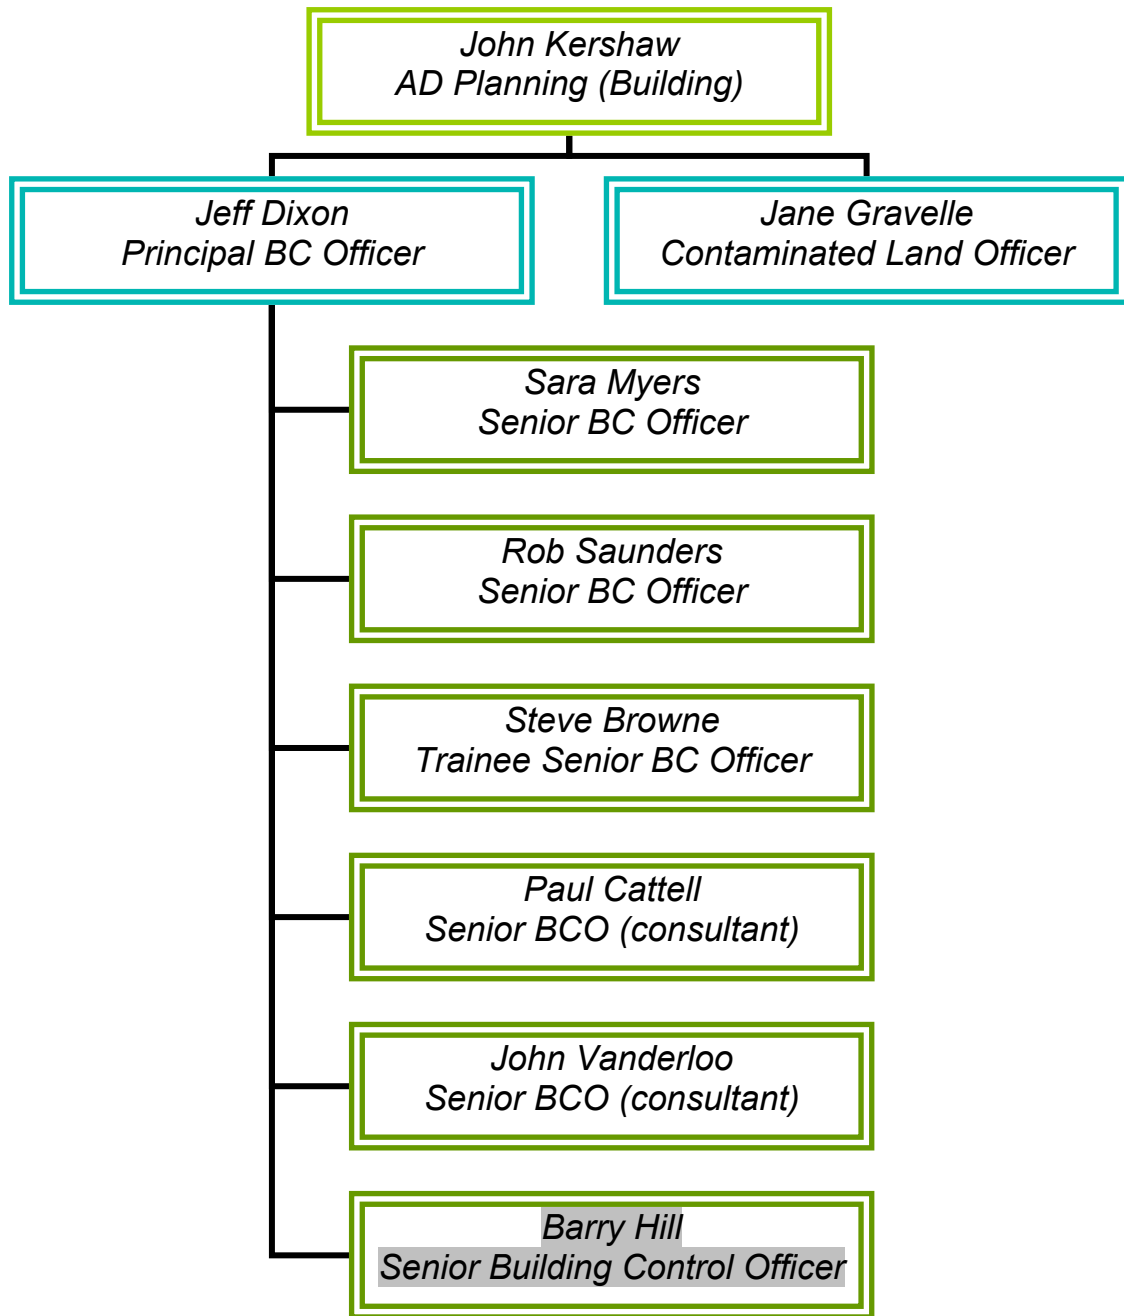 John Kershaw
AD Planning (Building)
Jeff Dixon
Principal BC Officer
Jane Gravelle
Contaminated Land Officer
Sara Myers
Senior BC Officer
Rob Saunders
Senior BC Officer
Steve Browne
Trainee Senior BC Officer
Paul Cattell
Senior BCO (consultant)
John Vanderloo
Senior BCO (consultant)
Barry Hill
Senior Building Control Officer